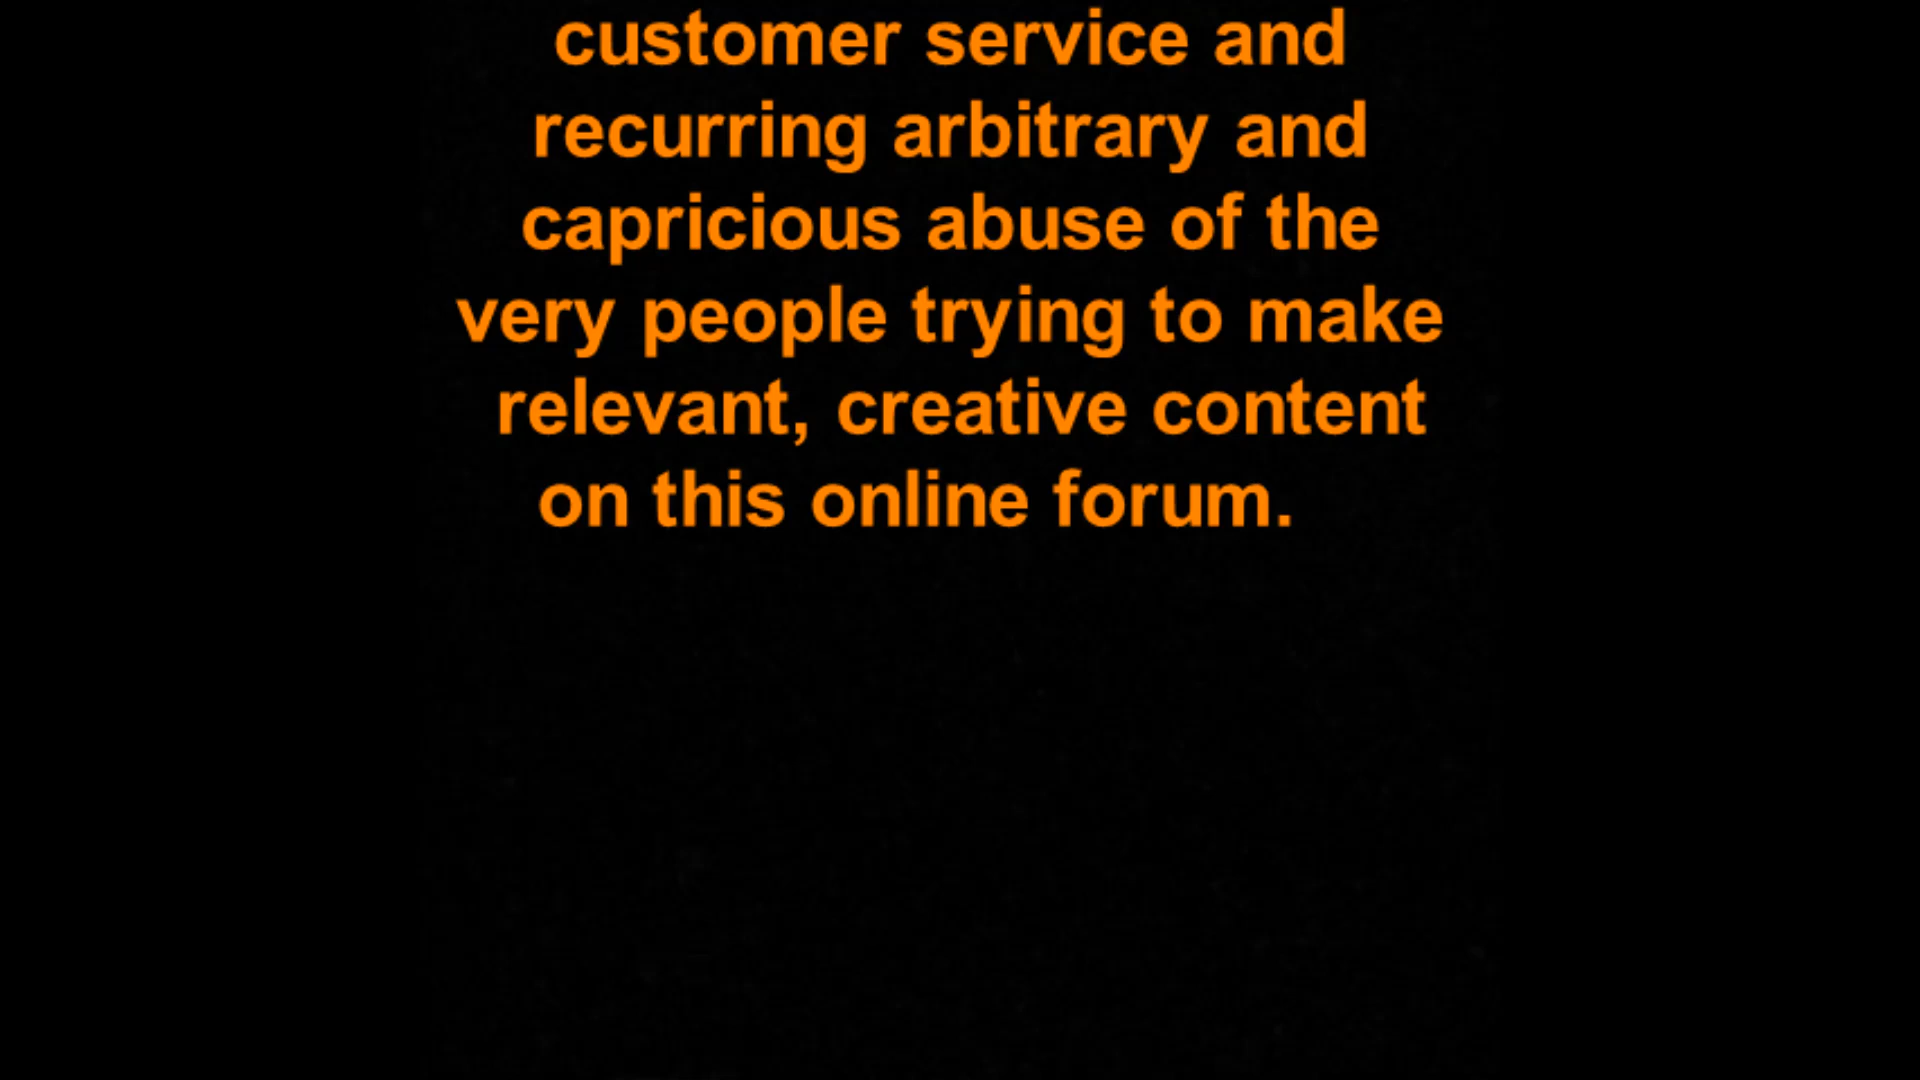 customer service and
recurring arbitrary and
capricious abuse of the
very people trying to make
relevant, creative content
on this online forum.